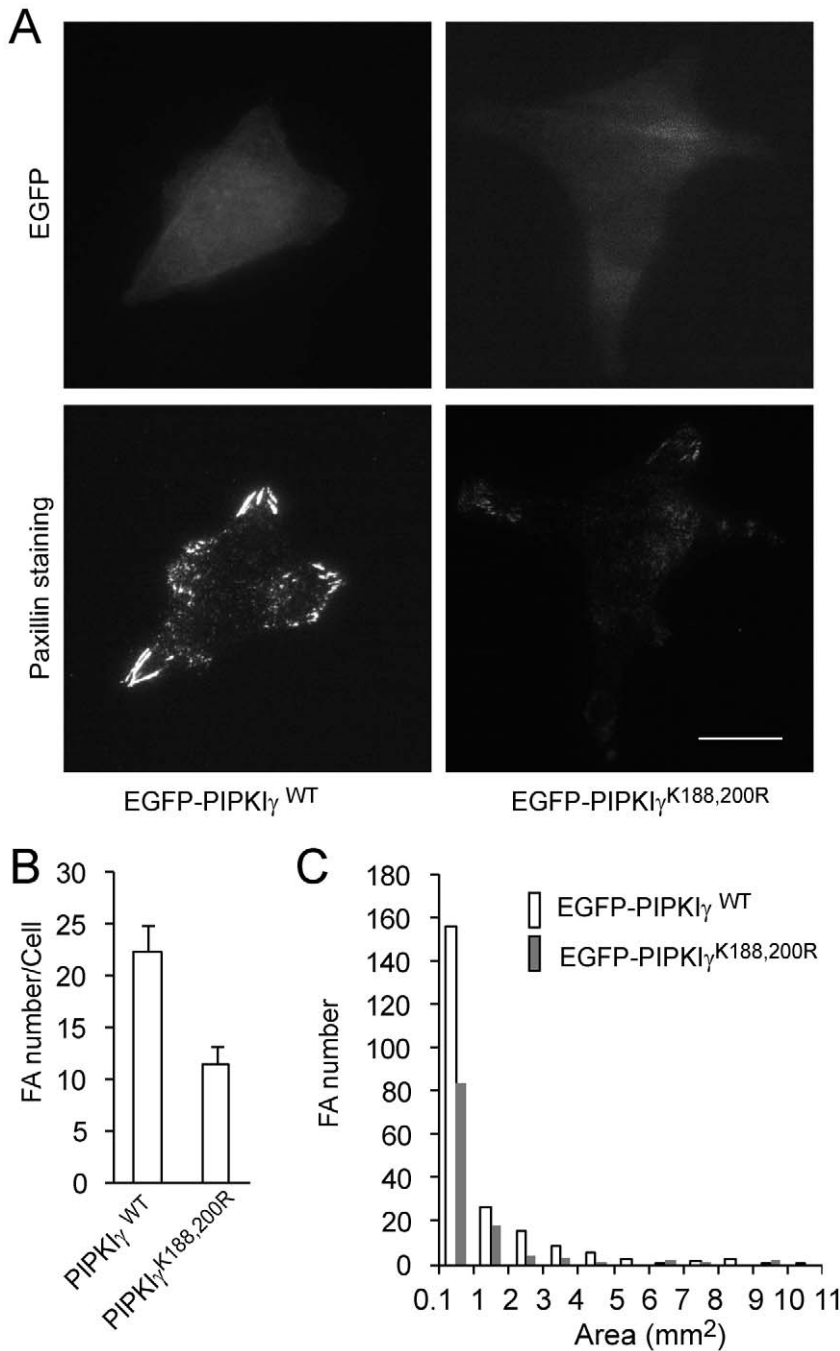 A
EGFP
Paxillin staining
EGFP-PIPKIγ WT
EGFP-PIPKIγK188,200R
B
FA number/Cell
30
25
20
15
10
5
0
PIPKIγ WT
PIPKIγK188,200R
C
EGFP-PIPKIγ WT
EGFP-PIPKIγK188,200R
FA number
180
160
140
120
100
80
60
40
20
0
0.1 1 2 3 4 5 6 7 8 9 10 11
Area (mm2)